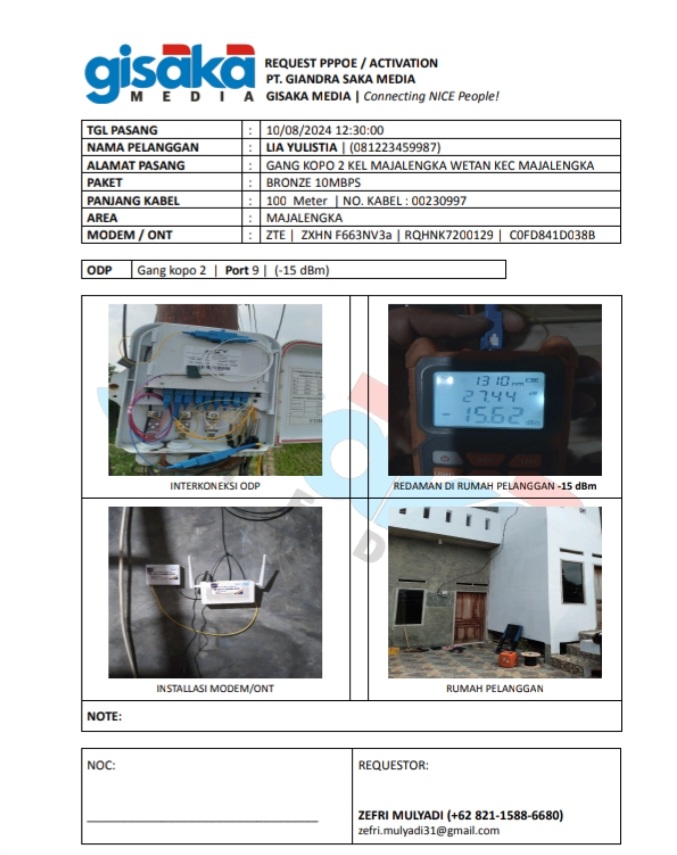 gisaka
MEDIA
REQUEST PPPOE / ACTIVATION
PT. GIANDRA SAKA MEDIA
GISAKA MEDIA | Connecting NICE People!
TGL PASANG : 10/08/2024 12:30:00
NAMA PELANGGAN : LIA YULISTIA | (081223459987)
ALAMAT PASANG : GANG KOPO 2 KEL MAJALENGKA WETAN KEC MAJALENGKA
PAKET : BRONZE 10MBPS
PANJANG KABEL : 100 Meter | NO. KABEL : 00230997
AREA : MAJALENGKA
MODEM / ONT : ZTE | ZXHN F663NV3a | RQHNK7200129 | C0FD841D038B
ODP Gang kopo 2 | Port 9 | (-15 dBm)
1310 nm
27.44
-15.62
INTERKONEKSI ODP
REDAMAN DI RUMAH PELANGGAN -15 dBm
INSTALLASI MODEM/ONT
RUMAH PELANGGAN
NOTE:
NOC:
REQUESTOR:
ZEFRI MULYADI (+62 821-1588-6680)
zefri.mulyadi31@gmail.com